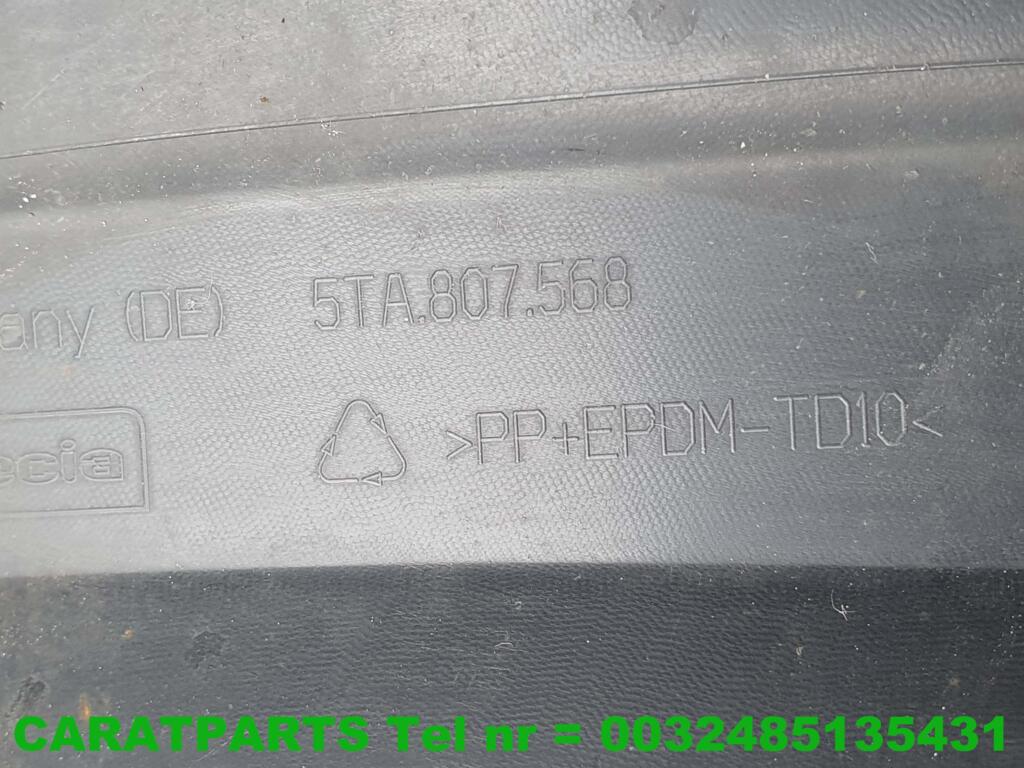 any (DE) 5TA.807.568
ecia >PP+EPDM-TD10<
CARATPARTS Tel nr = 0032485135431